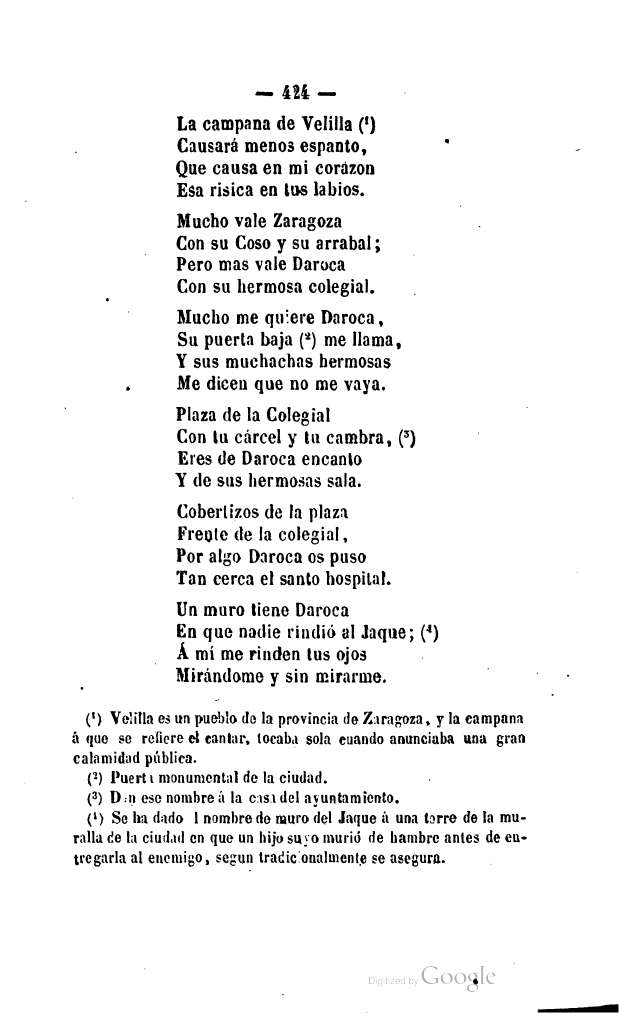 — 424 —
La campana de Velilla (¹)
Causará menos espanto,
Que causa en mi corázon
Esa risica en tus labios.
Mucho vale Zaragoza
Con su Coso y su arrabal;
Pero mas vale Daroca
Con su hermosa colegial.
Mucho me quiere Daroca,
Su puerta baja (²) me llama,
Y sus muchachas hermosas
Me dicen que no me vaya.
Plaza de la Colegial
Con tu cárcel y tu cambra, (³)
Eres de Daroca encanto
Y de sus hermosas sala.
Cobertizos de la plaza
Frente de la colegial,
Por algo Daroca os puso
Tan cerca el santo hospital.
Un muro tiene Daroca
En que nadie rindió al Jaque; (⁴)
Á mí me rinden tus ojos
Mirándome y sin mirarme.
(¹) Velilla es un pueblo de la provincia de Zaragoza, y la campana
á que se refiere el cantar, tocaba sola cuando anunciaba una gran
calamidad pública.
(²) Puerta monumental de la ciudad.
(³) Dan ese nombre á la casa del ayuntamiento.
(⁴) Se ha dado l nombre de muro del Jaque á una torre de la mu-
ralla de la ciudad en que un hijo suyo murió de hambre antes de en-
tregarla al enemigo, segun tradicionalmente se asegura.
Digitized by Google